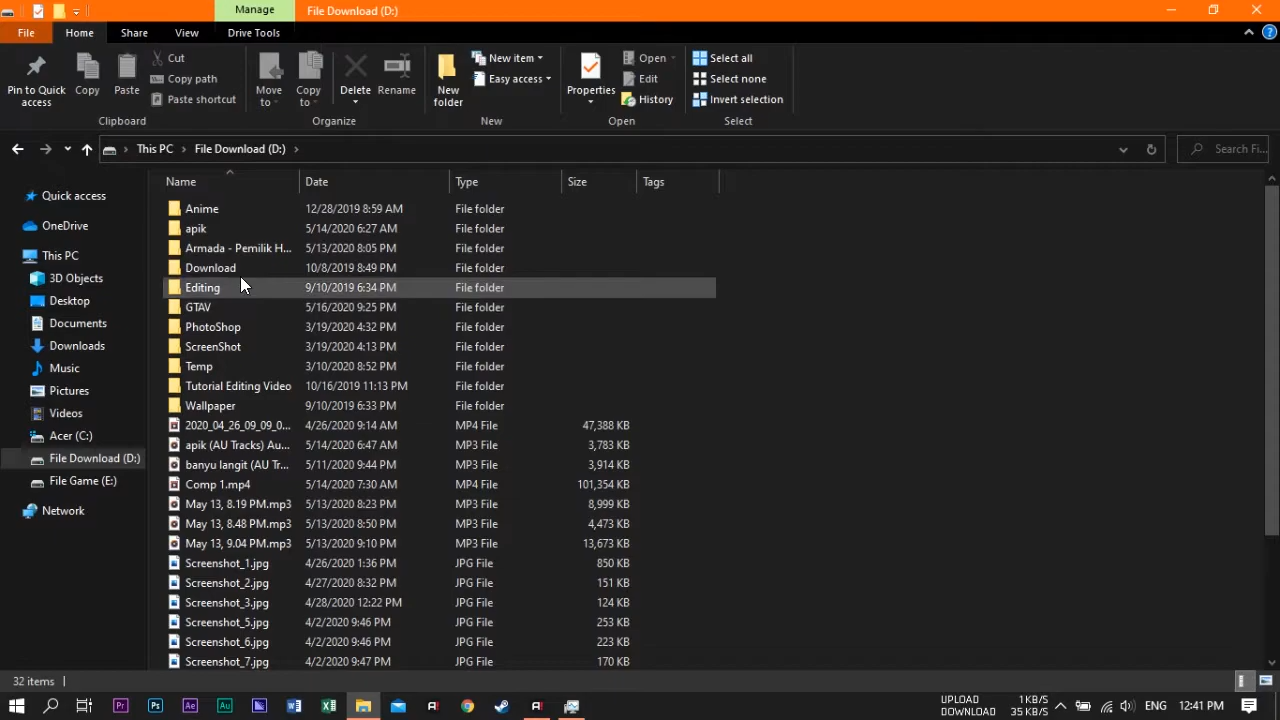 Manage
File Download (D:)
File
Home
Share
View
Drive Tools
Pin to Quick
access
Copy
Paste
Cut
Copy path
Paste shortcut
Clipboard
Move
to
Copy
to
Delete
Rename
Organize
New
folder
New item
Easy access
New
Properties
Open
Edit
History
Open
Select all
Select none
Invert selection
Select
This PC > File Download (D:) >
Search Fi...
Quick access
OneDrive
This PC
3D Objects
Desktop
Documents
Downloads
Music
Pictures
Videos
Acer (C:)
File Download (D:)
File Game (E:)
Network
Name Date Type Size Tags
Anime 12/28/2019 8:59 AM File folder
apik 5/14/2020 6:27 AM File folder
Armada - Pemilik H... 5/13/2020 8:05 PM File folder
Download 10/8/2019 8:49 PM File folder
Editing 9/10/2019 6:34 PM File folder
GTAV 5/16/2020 9:25 PM File folder
PhotoShop 3/19/2020 4:32 PM File folder
ScreenShot 3/19/2020 4:13 PM File folder
Temp 3/10/2020 8:52 PM File folder
Tutorial Editing Video 10/16/2019 11:13 PM File folder
Wallpaper 9/10/2019 6:33 PM File folder
2020_04_26_09_09_0... 4/26/2020 9:14 AM MP4 File 47,388 KB
apik (AU Tracks) Au... 5/14/2020 6:47 AM MP3 File 3,783 KB
banyu langit (AU Tr... 5/11/2020 9:44 PM MP3 File 3,914 KB
Comp 1.mp4 5/14/2020 7:30 AM MP4 File 101,354 KB
May 13, 8.19 PM.mp3 5/13/2020 8:23 PM MP3 File 8,999 KB
May 13, 8.48 PM.mp3 5/13/2020 8:50 PM MP3 File 4,473 KB
May 13, 9.04 PM.mp3 5/13/2020 9:10 PM MP3 File 13,673 KB
Screenshot_1.jpg 4/26/2020 1:36 PM JPG File 850 KB
Screenshot_2.jpg 4/27/2020 8:32 PM JPG File 151 KB
Screenshot_3.jpg 4/28/2020 12:22 PM JPG File 124 KB
Screenshot_5.jpg 4/2/2020 9:46 PM JPG File 253 KB
Screenshot_6.jpg 4/2/2020 9:46 PM JPG File 223 KB
Screenshot_7.jpg 4/2/2020 9:47 PM JPG File 170 KB
32 items
Pr Ps Ae Au
UPLOAD 1 KB/S
DOWNLOAD 35 KB/S
ENG 12:41 PM